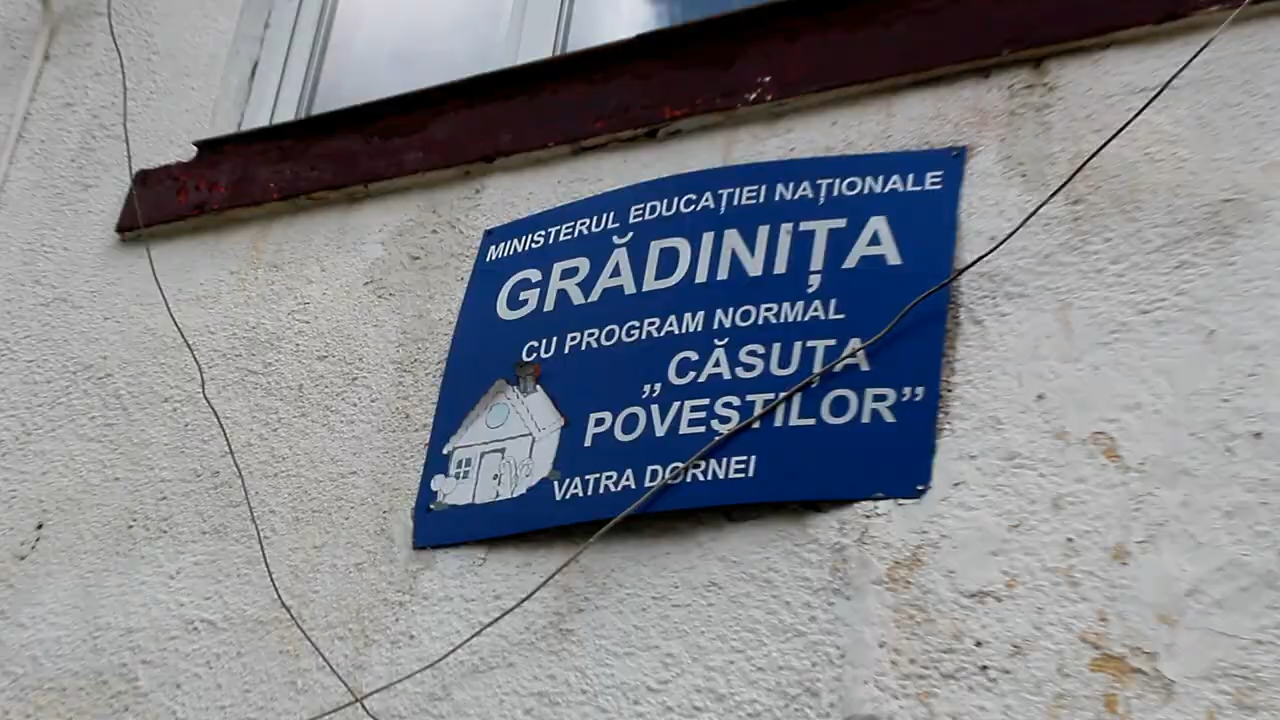 MINISTERUL EDUCAȚIEI NAȚIONALE
GRĂDINIȚA
CU PROGRAM NORMAL
„CĂSUȚA
POVEȘTILOR”
VATRA DORNEI